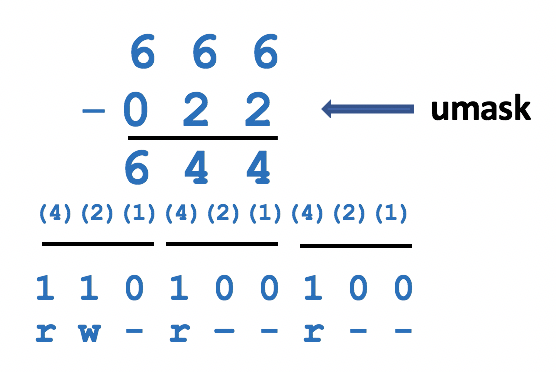 6 6 6
- 0 2 2 umask
6 4 4
(4) (2) (1) (4) (2) (1) (4) (2) (1)
1 1 0 1 0 0 1 0 0
r w - r - - r - -